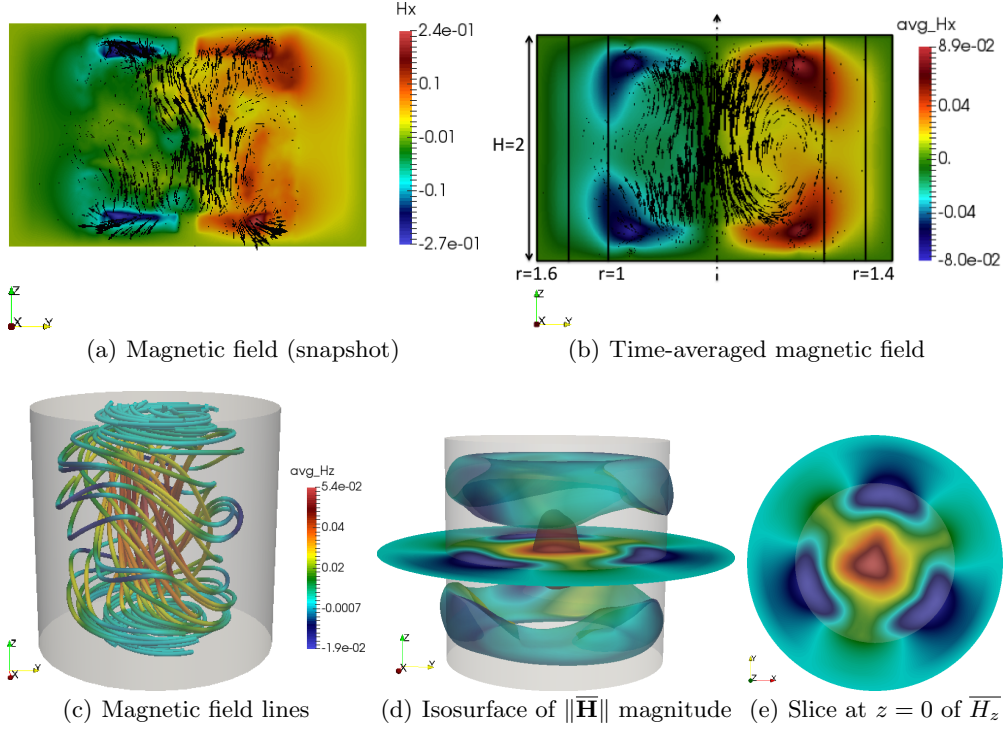 Hx
2.4e-01
0.1
-0.01
-0.1
-2.7e-01
Z
X
Y
(a) Magnetic field (snapshot)
avg_Hx
8.9e-02
0.04
0.
-0.04
-8.0e-02
H=2
r=1.6
r=1
r=1.4
Z
X
Y
(b) Time-averaged magnetic field
avg_Hz
5.4e-02
0.04
0.02
-0.0007
-1.9e-02
Z
X
Y
(c) Magnetic field lines
Z
X
Y
(d) Isosurface of ‖H̅‖ magnitude
Y
Z
X
(e) Slice at z = 0 of H̅_z